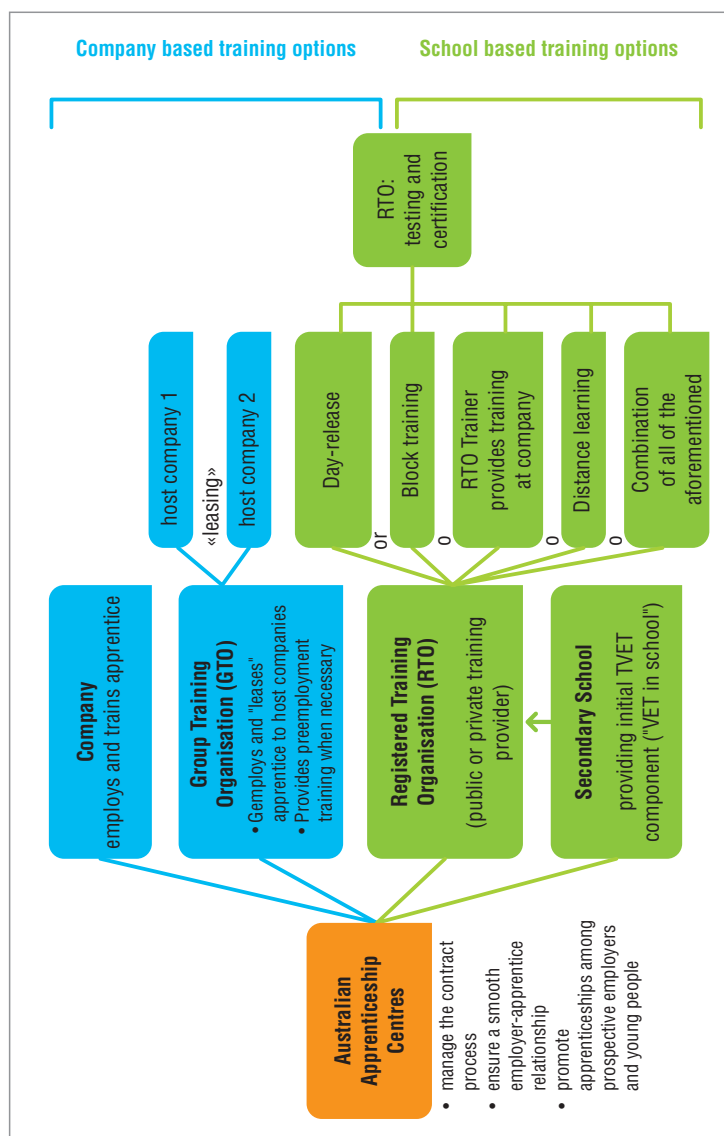 Company based training options
School based training options
Australian
Apprenticeship
Centres
• manage the contract
process
• ensure a smooth
employer-apprentice
relationship
• promote
apprenticeships among
prospective employers
and young people
Company
employs and trains apprentice
Group Training
Organisation (GTO)
• Gemploys and "leases"
apprentice to host companies
• Provides preemployment
training when necessary
host company 1
«leasing»
host company 2
Registered Training
Organisation (RTO)
(public or private training
provider)
Secondary School
providing initial TVET
component ("VET in school")
Day-release
or
Block training
o
RTO Trainer
provides training
at company
o
Distance learning
o
Combination
of all of the
aforementioned
RTO:
testing and
certification